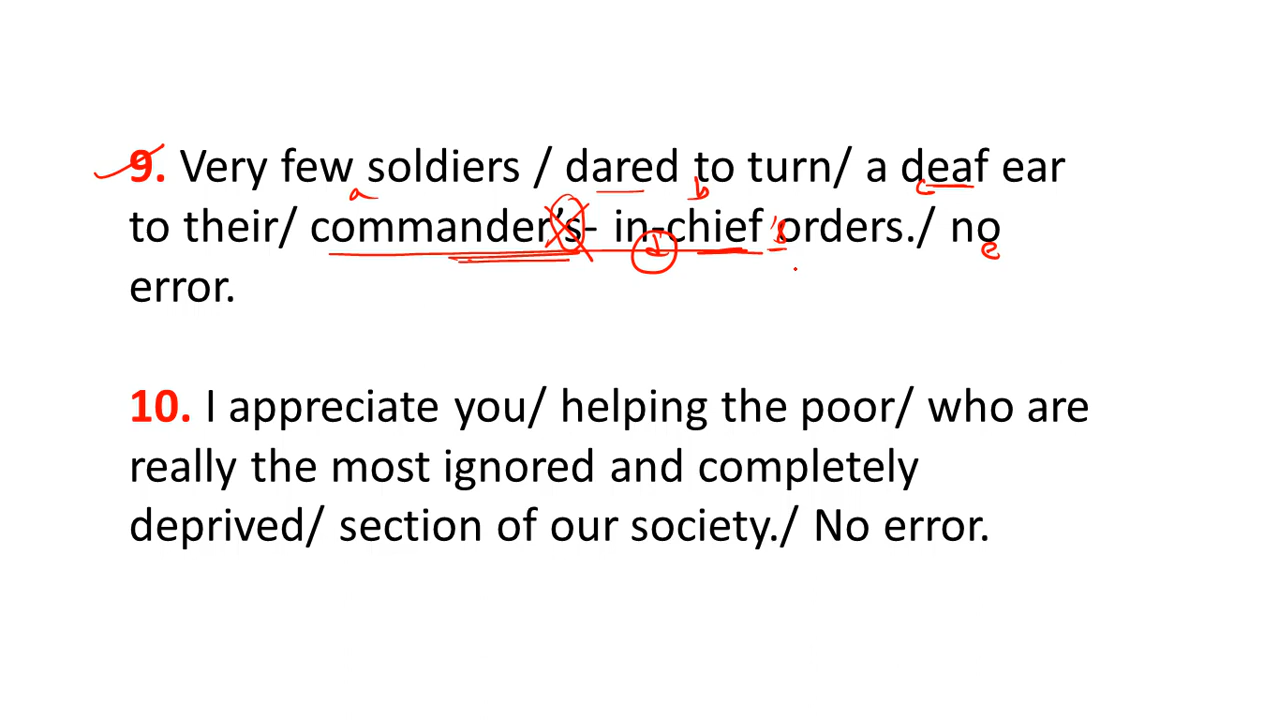 9. Very few soldiers / dared to turn/ a deaf ear
a b c
to their/ commander's- in-chief 's orders./ no
d e
error.
10. I appreciate you/ helping the poor/ who are
really the most ignored and completely
deprived/ section of our society./ No error.